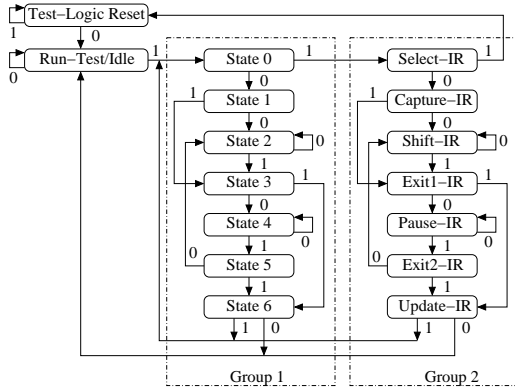 Test–Logic Reset
1
0
Run–Test/Idle
0
1
State 0
1
Select–IR
1
0
0
1
State 1
1
Capture–IR
0
0
State 2
0
Shift–IR
0
1
1
State 3
1
Exit1–IR
1
0
0
State 4
0
Pause–IR
0
1
1
0
State 5
0
Exit2–IR
1
1
State 6
Update–IR
1
0
1
0
Group 1
Group 2